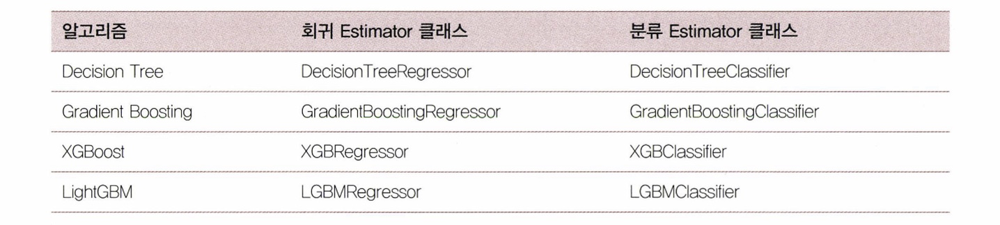 알고리즘 회귀 Estimator 클래스 분류 Estimator 클래스
Decision Tree DecisionTreeRegressor DecisionTreeClassifier
Gradient Boosting GradientBoostingRegressor GradientBoostingClassifier
XGBoost XGBRegressor XGBClassifier
LightGBM LGBMRegressor LGBMClassifier